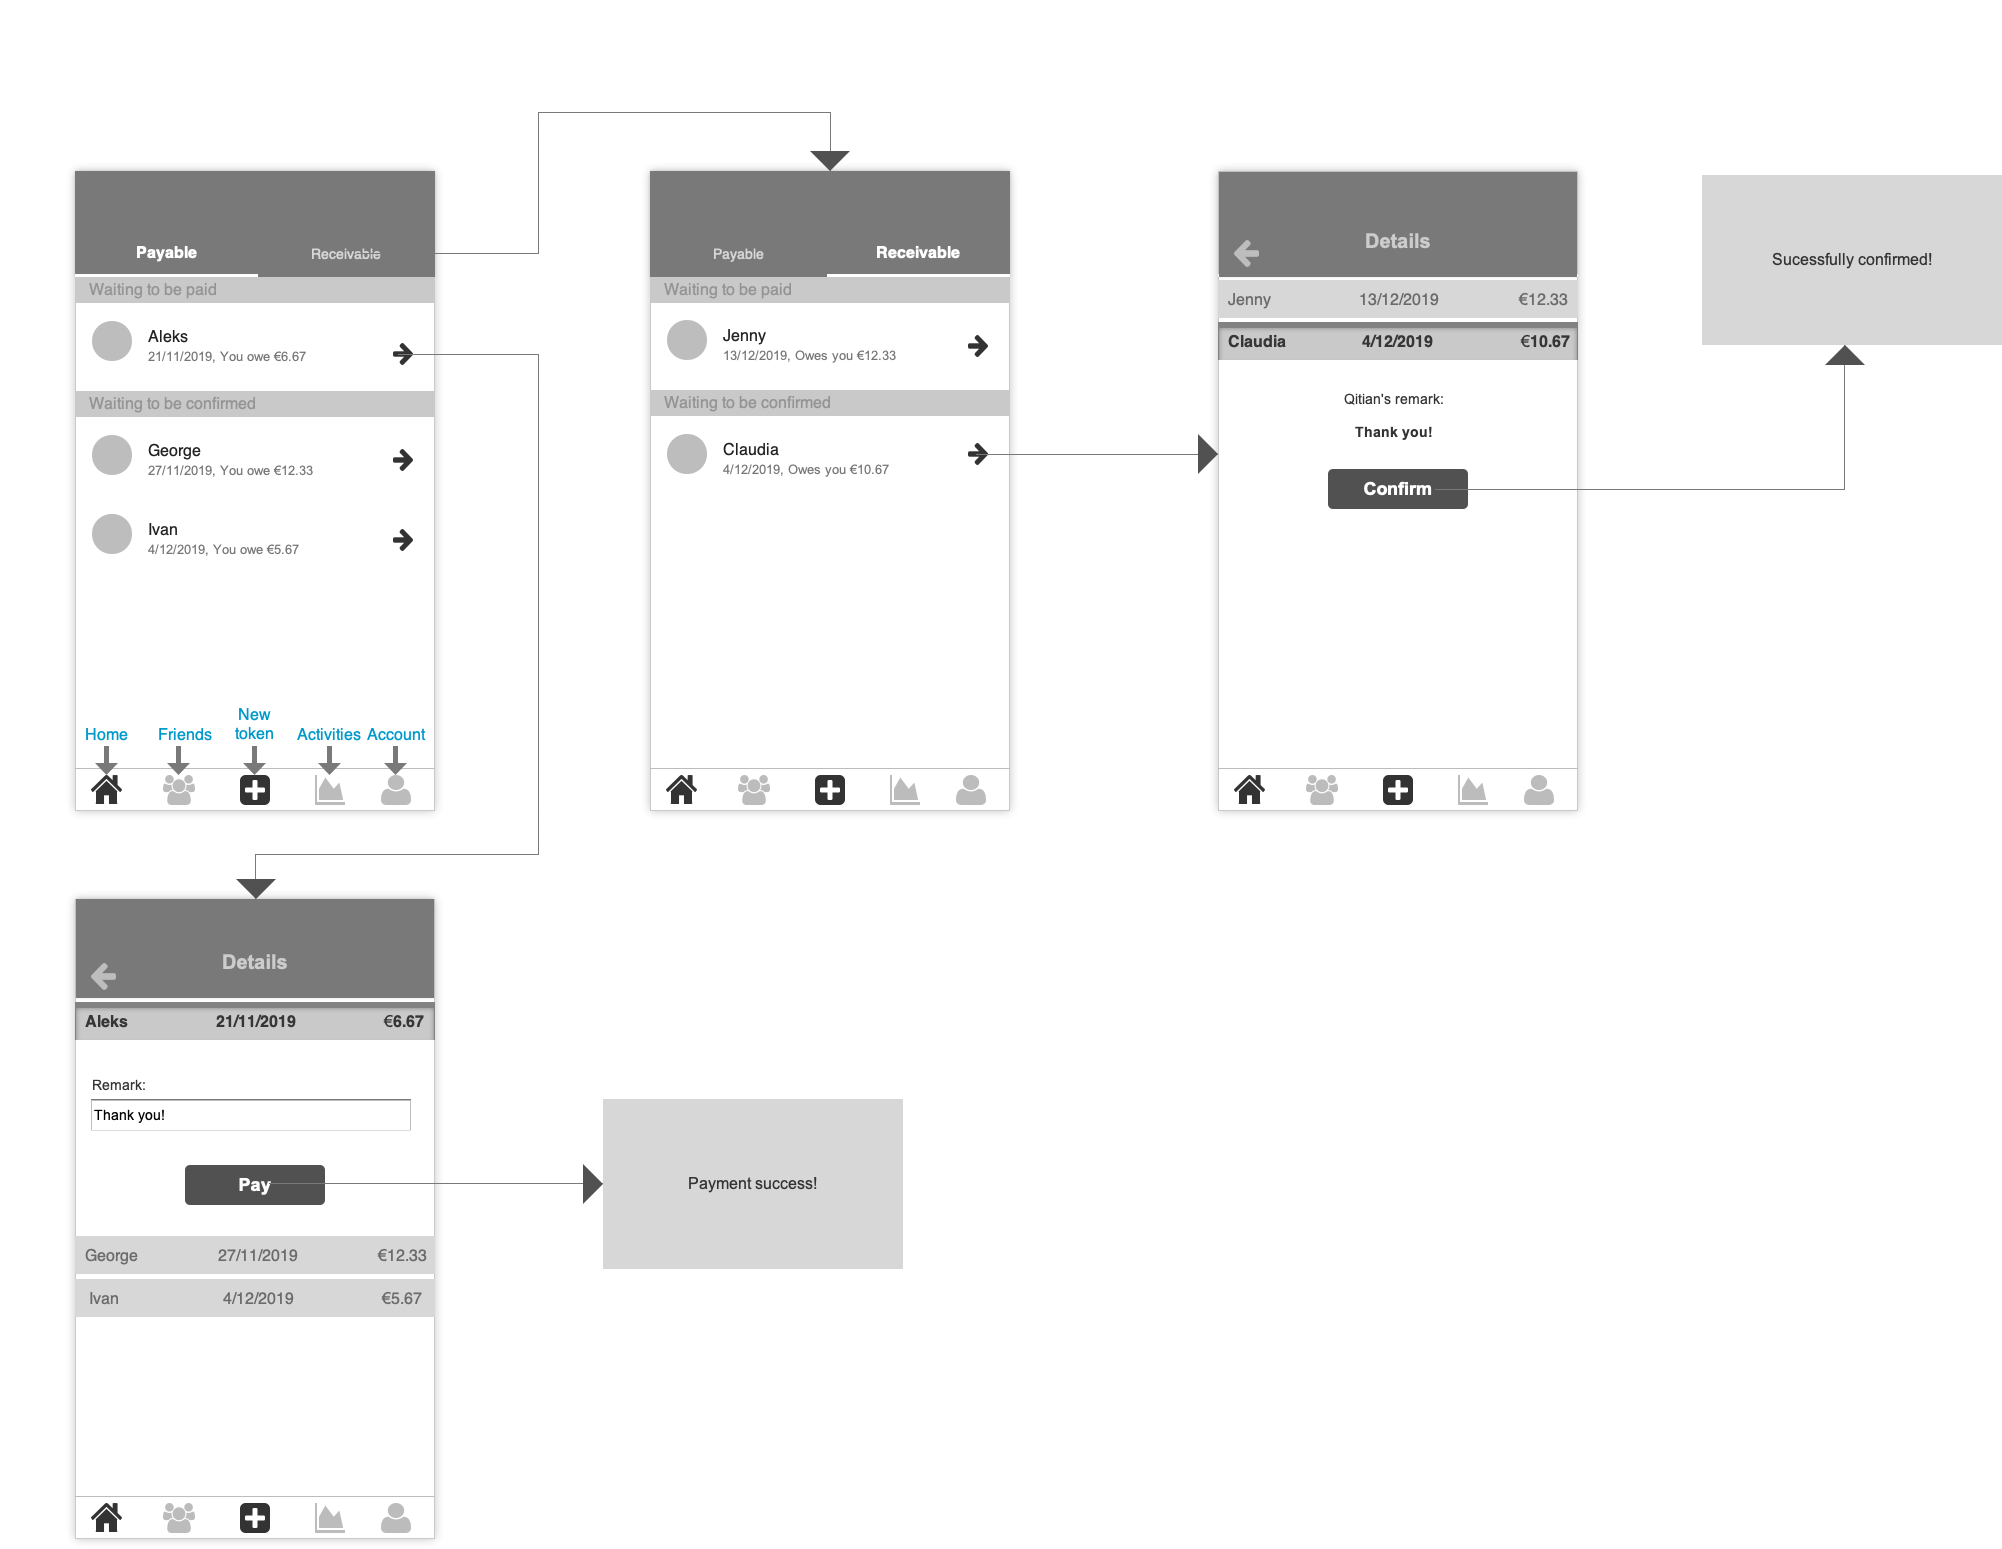 Payable
Receivable
Waiting to be paid
Aleks
21/11/2019, You owe €6.67
Waiting to be confirmed
George
27/11/2019, You owe €12.33
Ivan
4/12/2019, You owe €5.67
Home
Friends
New
token
Activities
Account
Payable
Receivable
Waiting to be paid
Jenny
13/12/2019, Owes you €12.33
Waiting to be confirmed
Claudia
4/12/2019, Owes you €10.67
Details
Jenny 13/12/2019 €12.33
Claudia 4/12/2019 €10.67
Qitian's remark:
Thank you!
Confirm
Sucessfully confirmed!
Details
Aleks 21/11/2019 €6.67
Remark:
Thank you!
Pay
George 27/11/2019 €12.33
Ivan 4/12/2019 €5.67
Payment success!